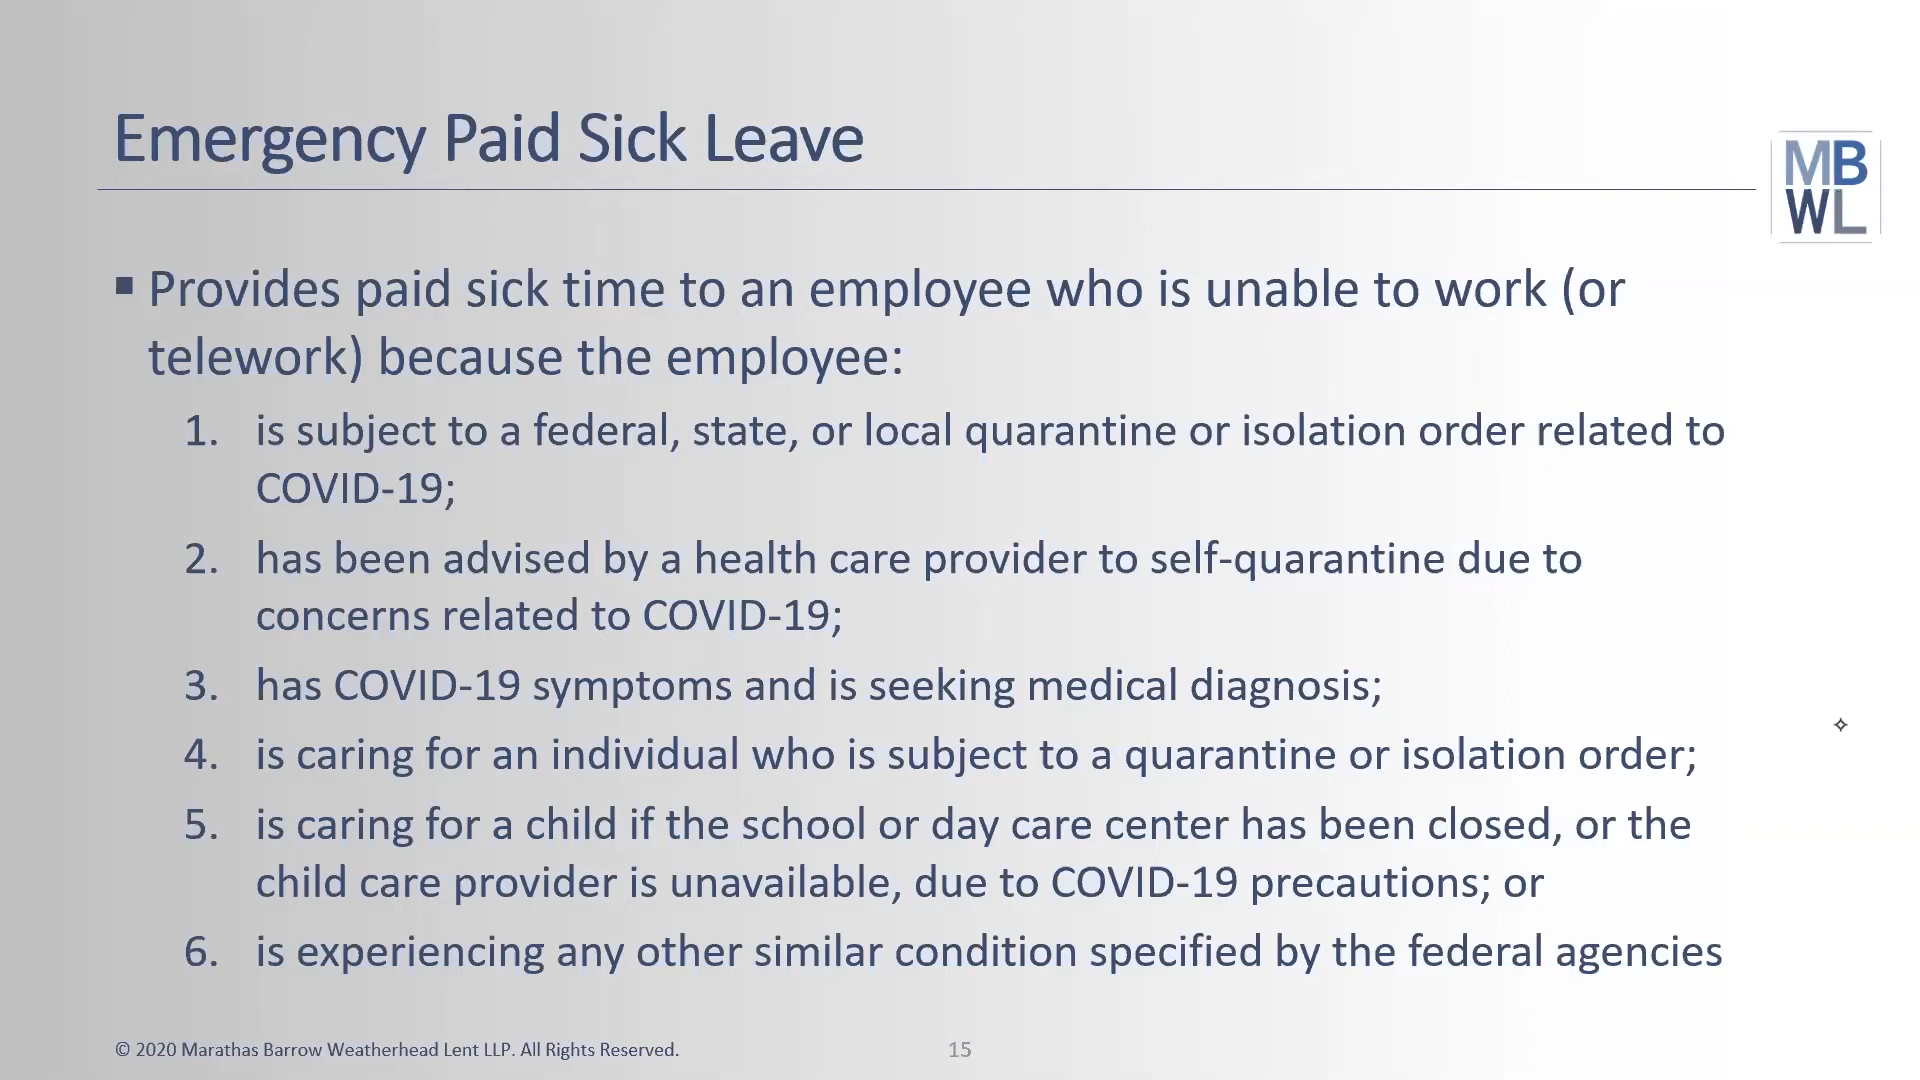 Emergency Paid Sick Leave
MB
WL
▪ Provides paid sick time to an employee who is unable to work (or
telework) because the employee:
1. is subject to a federal, state, or local quarantine or isolation order related to
COVID-19;
2. has been advised by a health care provider to self-quarantine due to
concerns related to COVID-19;
3. has COVID-19 symptoms and is seeking medical diagnosis;
4. is caring for an individual who is subject to a quarantine or isolation order;
5. is caring for a child if the school or day care center has been closed, or the
child care provider is unavailable, due to COVID-19 precautions; or
6. is experiencing any other similar condition specified by the federal agencies
© 2020 Marathas Barrow Weatherhead Lent LLP. All Rights Reserved.
15